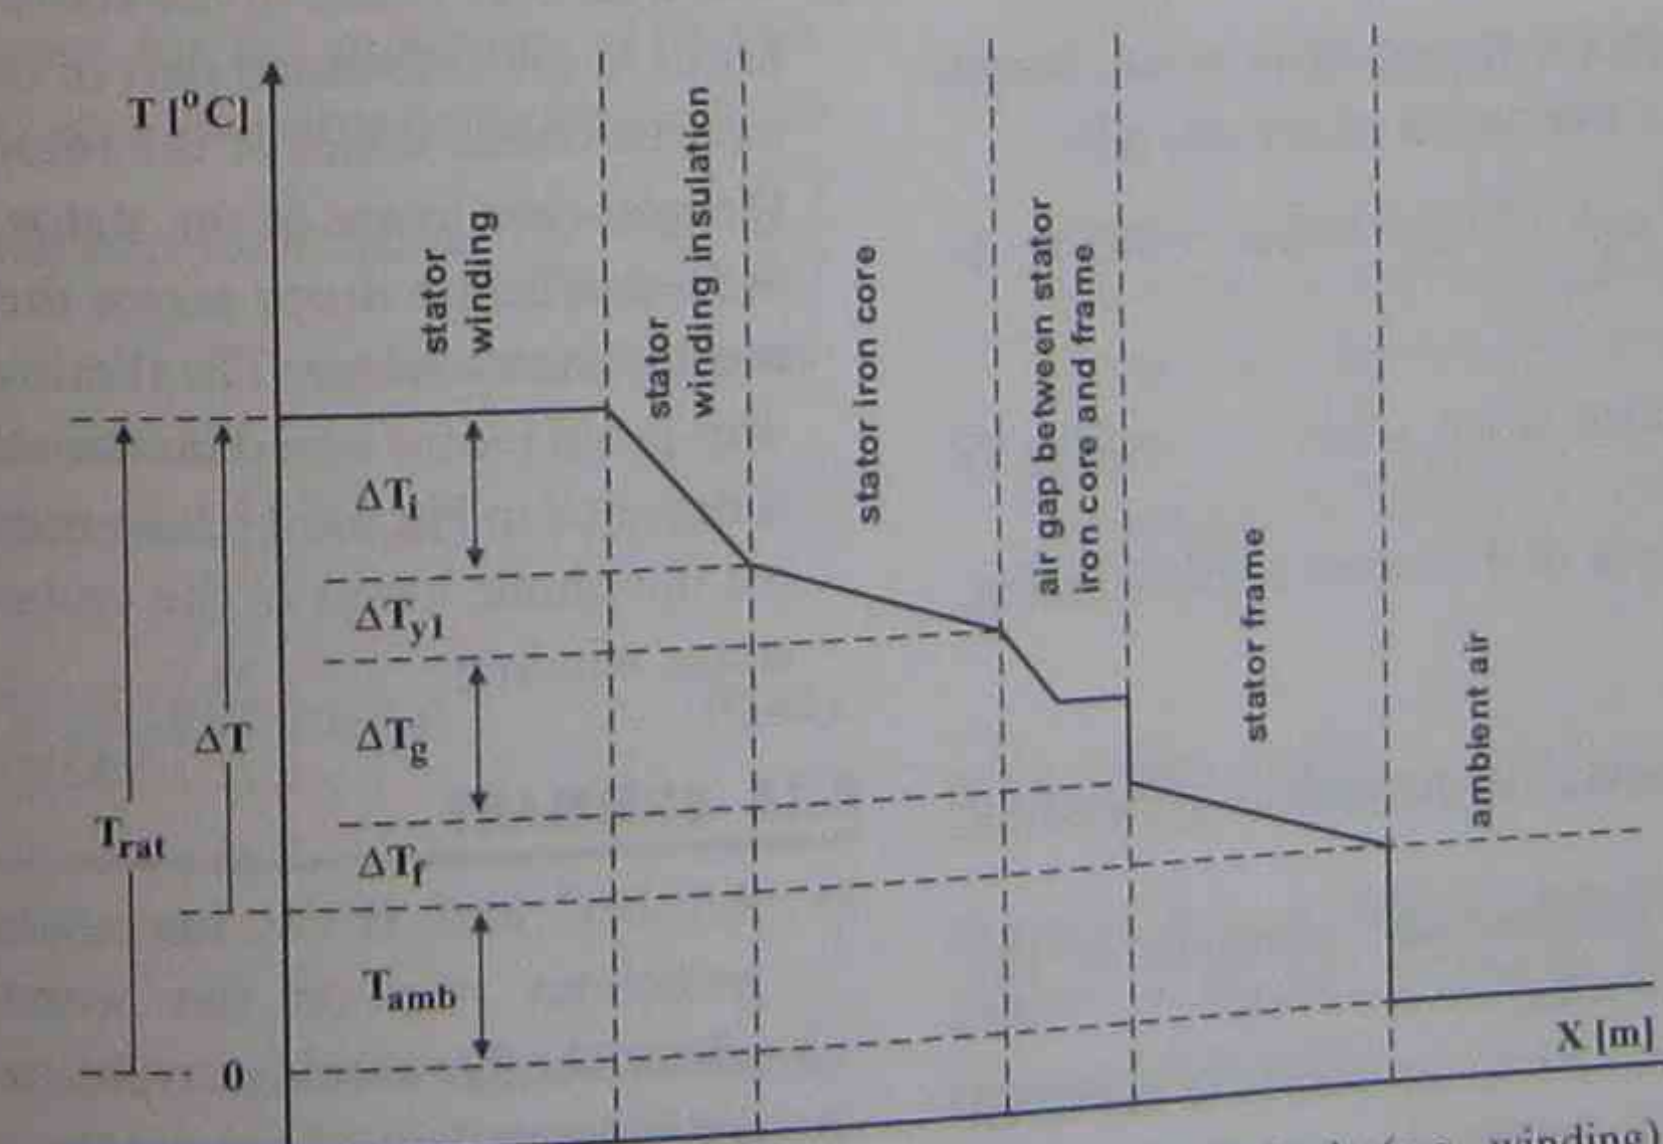 T [°C]
stator
winding
stator
winding insulation
stator iron core
air gap between stator
iron core and frame
stator frame
ambient air
ΔTi
ΔTy1
ΔTg
ΔTf
Tamb
ΔT
Trat
0
X [m]
winding)